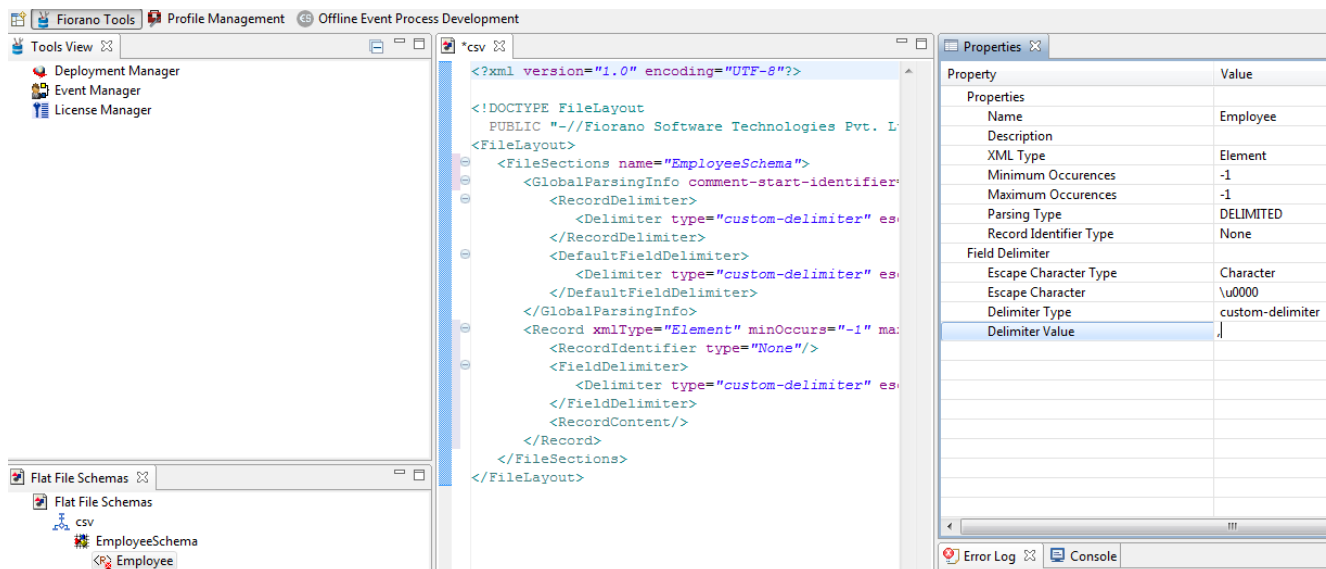 Fiorano Tools Profile Management Offline Event Process Development
Tools View
Deployment Manager
Event Manager
License Manager
Flat File Schemas
Flat File Schemas
csv
EmployeeSchema
<R> Employee
*csv
<?xml version="1.0" encoding="UTF-8"?>
<!DOCTYPE FileLayout
PUBLIC "-//Fiorano Software Technologies Pvt. L
<FileLayout>
<FileSections name="EmployeeSchema">
<GlobalParsingInfo comment-start-identifier=
<RecordDelimiter>
<Delimiter type="custom-delimiter" esc
</RecordDelimiter>
<DefaultFieldDelimiter>
<Delimiter type="custom-delimiter" esc
</DefaultFieldDelimiter>
</GlobalParsingInfo>
<Record xmlType="Element" minOccurs="-1" max
<RecordIdentifier type="None"/>
<FieldDelimiter>
<Delimiter type="custom-delimiter" esc
</FieldDelimiter>
<RecordContent/>
</Record>
</FileSections>
</FileLayout>
Properties
Property Value
Properties
Name Employee
Description
XML Type Element
Minimum Occurences -1
Maximum Occurences -1
Parsing Type DELIMITED
Record Identifier Type None
Field Delimiter
Escape Character Type Character
Escape Character \u0000
Delimiter Type custom-delimiter
Delimiter Value ,
Error Log Console